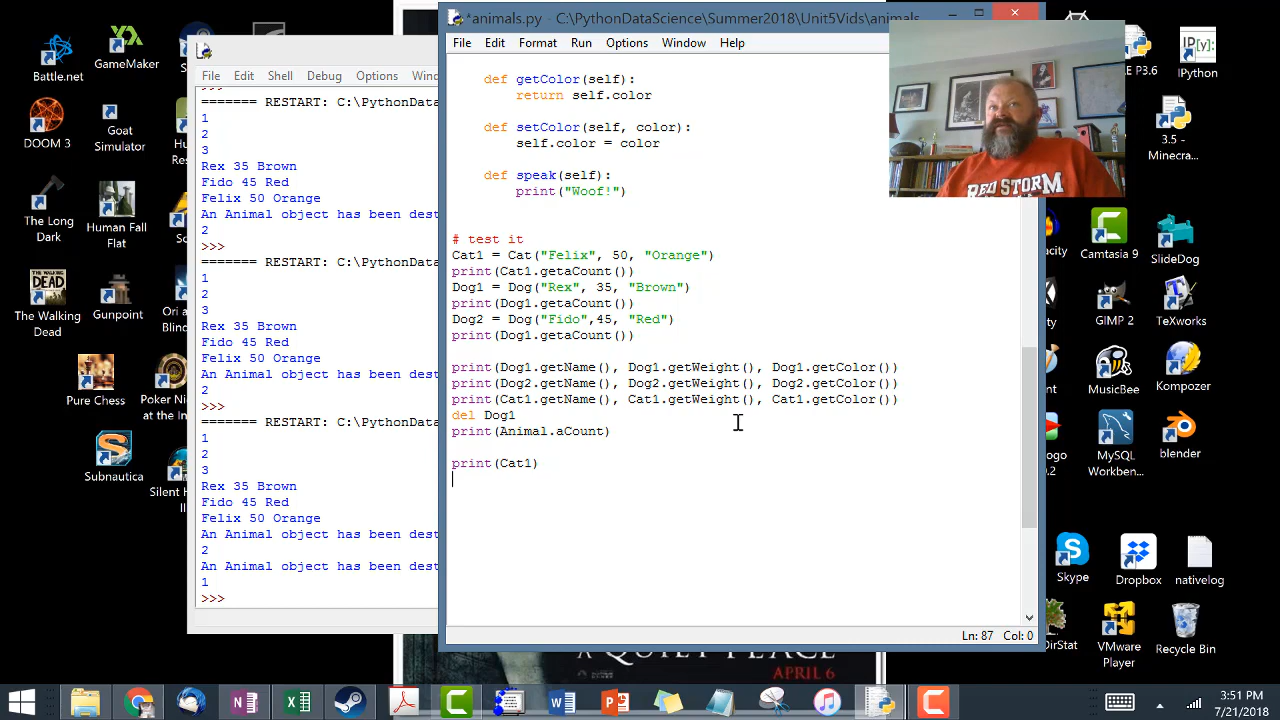 *animals.py - C:\PythonDataScience\Summer2018\Unit5Vids\animals
File Edit Format Run Options Window Help
def getColor(self):
return self.color
def setColor(self, color):
self.color = color
def speak(self):
print("Woof!")
# test it
Cat1 = Cat("Felix", 50, "Orange")
print(Cat1.getaCount())
Dog1 = Dog("Rex", 35, "Brown")
print(Dog1.getaCount())
Dog2 = Dog("Fido",45, "Red")
print(Dog1.getaCount())
print(Dog1.getName(), Dog1.getWeight(), Dog1.getColor())
print(Dog2.getName(), Dog2.getWeight(), Dog2.getColor())
print(Cat1.getName(), Cat1.getWeight(), Cat1.getColor())
del Dog1
print(Animal.aCount)
print(Cat1)
Ln: 87 Col: 0
File Edit Shell Debug Options Wind
======= RESTART: C:\PythonData
1
2
3
Rex 35 Brown
Fido 45 Red
Felix 50 Orange
An Animal object has been dest
2
>>>
======= RESTART: C:\PythonData
1
2
3
Rex 35 Brown
Fido 45 Red
Felix 50 Orange
An Animal object has been dest
2
>>>
======= RESTART: C:\PythonData
1
2
3
Rex 35 Brown
Fido 45 Red
Felix 50 Orange
An Animal object has been dest
2
An Animal object has been dest
1
>>>
RED STORM
Battle.net
GameMaker
DOOM 3
Goat
Simulator
The Long
Dark
Human Fall
Flat
THE WALKING
DEAD
The Walking
Dead
Gunpoint
Pure Chess
Subnautica
IP[y]:
IPython
3.5 -
Minecra...
Camtasia 9
SlideDog
GIMP 2
TeXworks
MusicBee
Kompozer
MySQL
Workben...
blender
Skype
Dropbox
nativelog
VMware
Player
Recycle Bin
A QUIET PLACE
APRIL 6
3:51 PM
7/21/2018